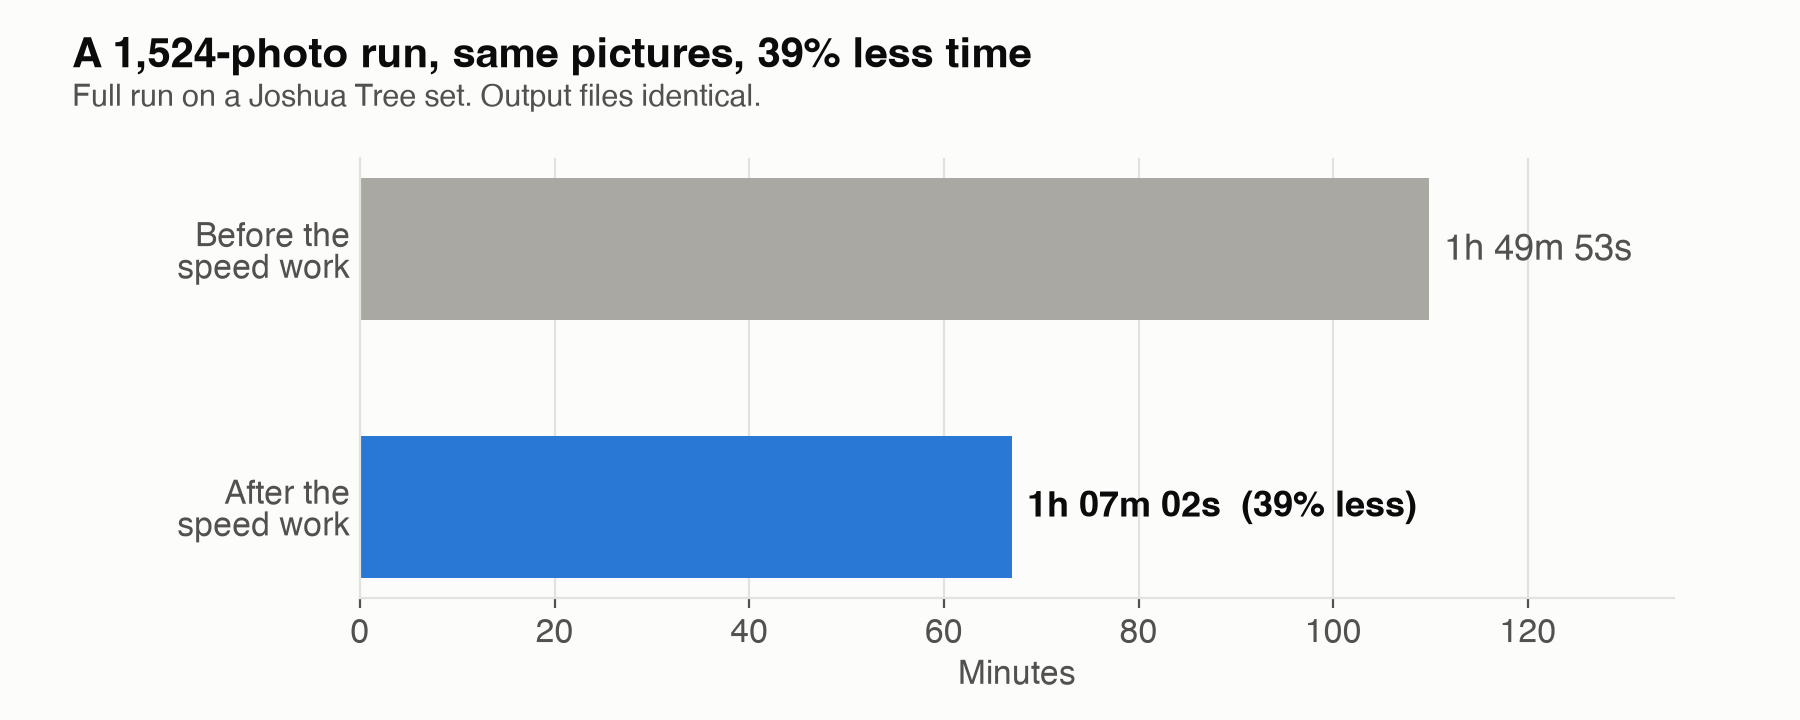 A 1,524-photo run, same pictures, 39% less time
Full run on a Joshua Tree set. Output files identical.
Before the
speed work
1h 49m 53s
After the
speed work
1h 07m 02s  (39% less)
0 20 40 60 80 100 120
Minutes